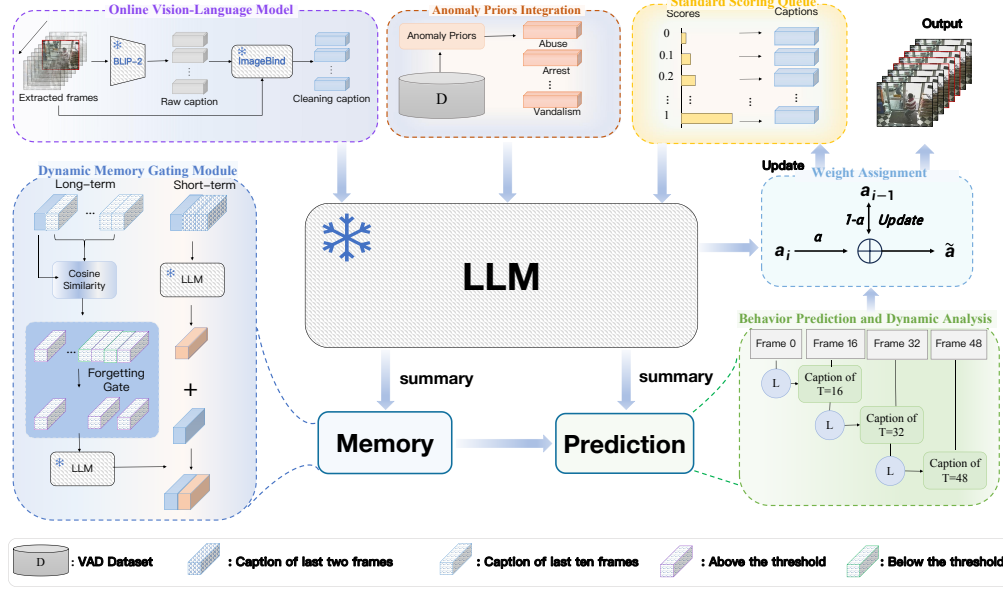 Online Vision-Language Model
BLIP-2
ImageBind
Extracted frames
Raw caption
Cleaning caption
Anomaly Priors Integration
Anomaly Priors
D
Abuse
Arrest
Vandalism
Standard Scoring Queue
Scores
Captions
0
0.1
0.2
1
Output
Dynamic Memory Gating Module
Long-term
Short-term
...
Cosine
Similarity
LLM
...
Forgetting
Gate
+
LLM
LLM
summary
summary
Memory
Prediction
Update
Weight Assignment
a i−1
1-α
Update
a i
α
ã
Behavior Prediction and Dynamic Analysis
Frame 0
Frame 16
Frame 32
Frame 48
L
Caption of
T=16
L
Caption of
T=32
L
Caption of
T=48
D
: VAD Dataset
: Caption of last two frames
: Caption of last ten frames
: Above the threshold
: Below the threshold